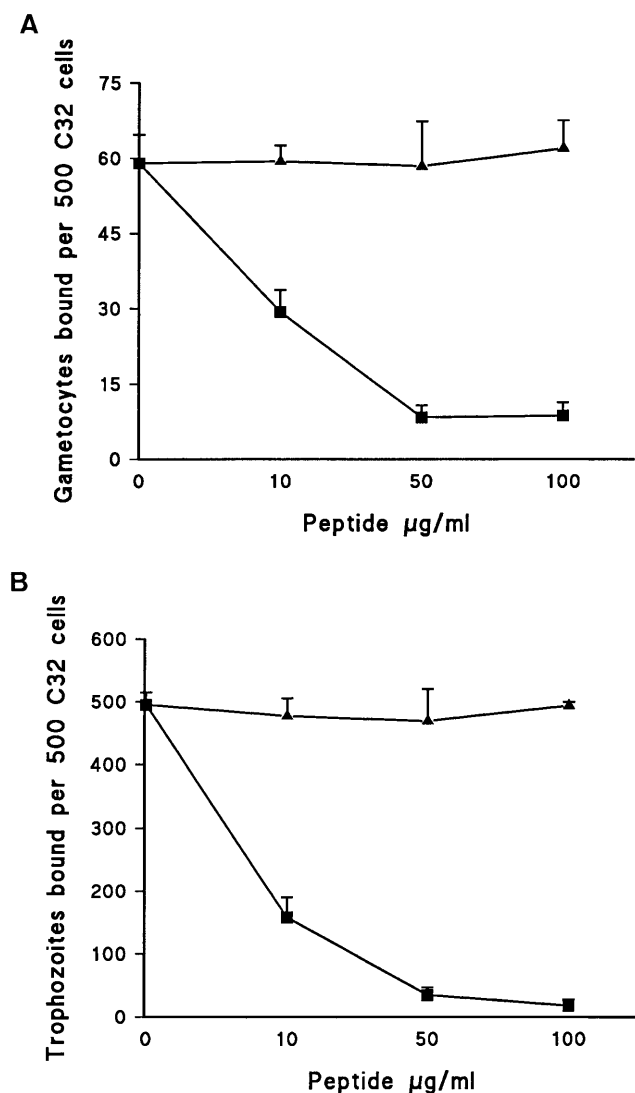 A
Gametocytes bound per 500 C32 cells
75
60
45
30
15
0
0 10 50 100
Peptide µg/ml
B
Trophozoites bound per 500 C32 cells
600
500
400
300
200
100
0
0 10 50 100
Peptide µg/ml